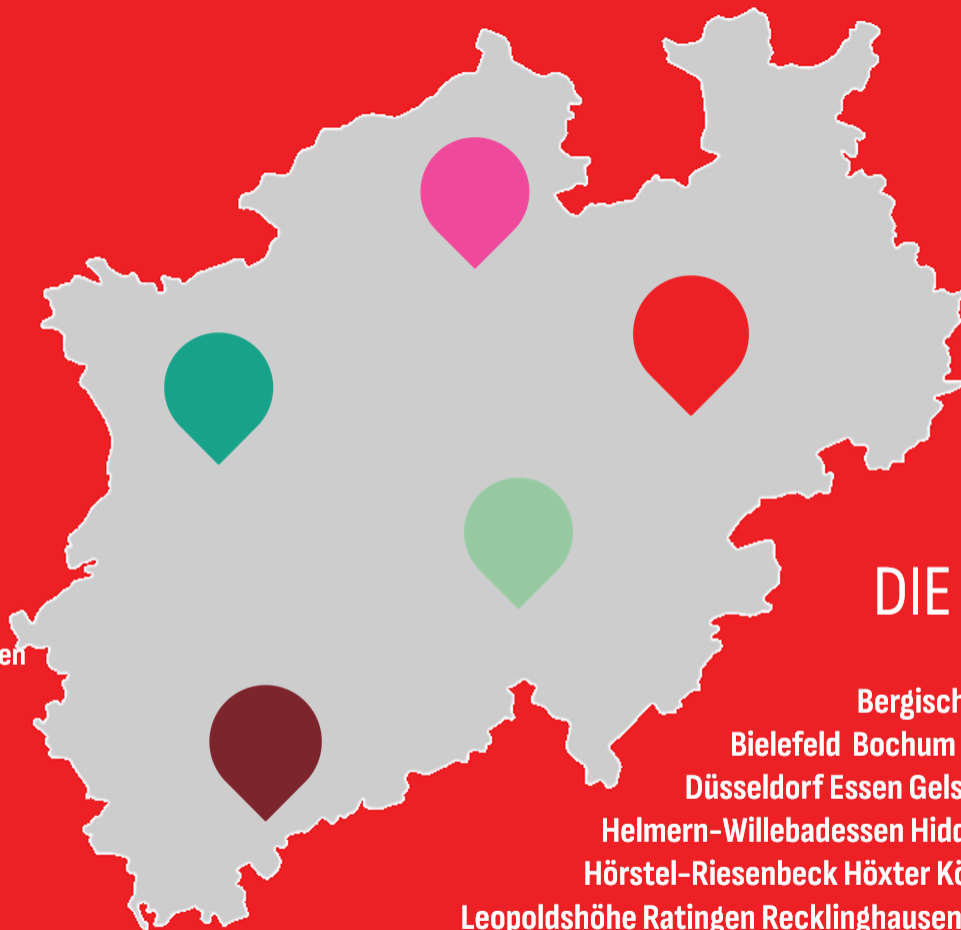 DIE
en
Bergisch
Bielefeld Bochum
Düsseldorf Essen Gels
Helmern-Willebadessen Hidd
Hörstel-Riesenbeck Höxter Kö
Leopoldshöhe Ratingen Recklinghausen